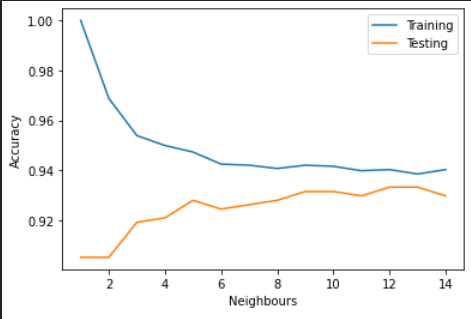 1.00
0.98
0.96
0.94
0.92
Accuracy
Training
Testing
2 4 6 8 10 12 14
Neighbours